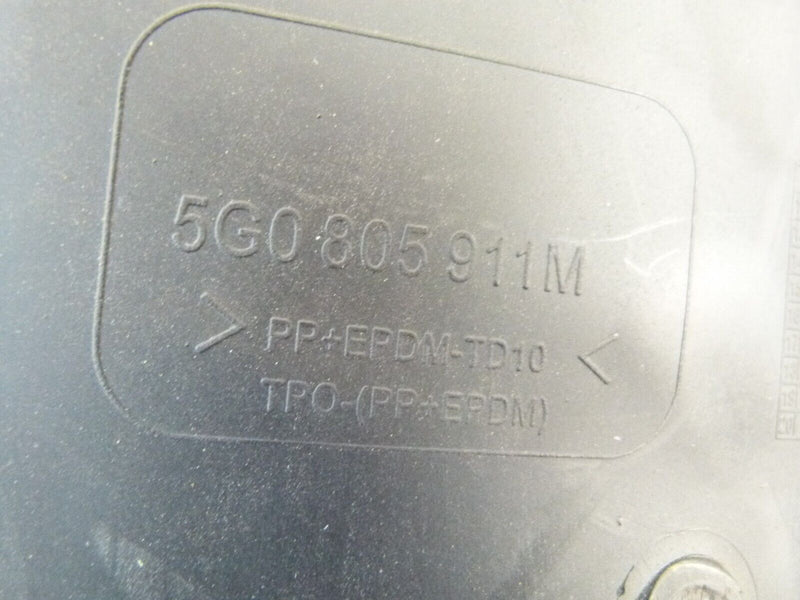 5G0 805 911M
> PP+EPDM-TD10 <
TPO-(PP+EPDM)